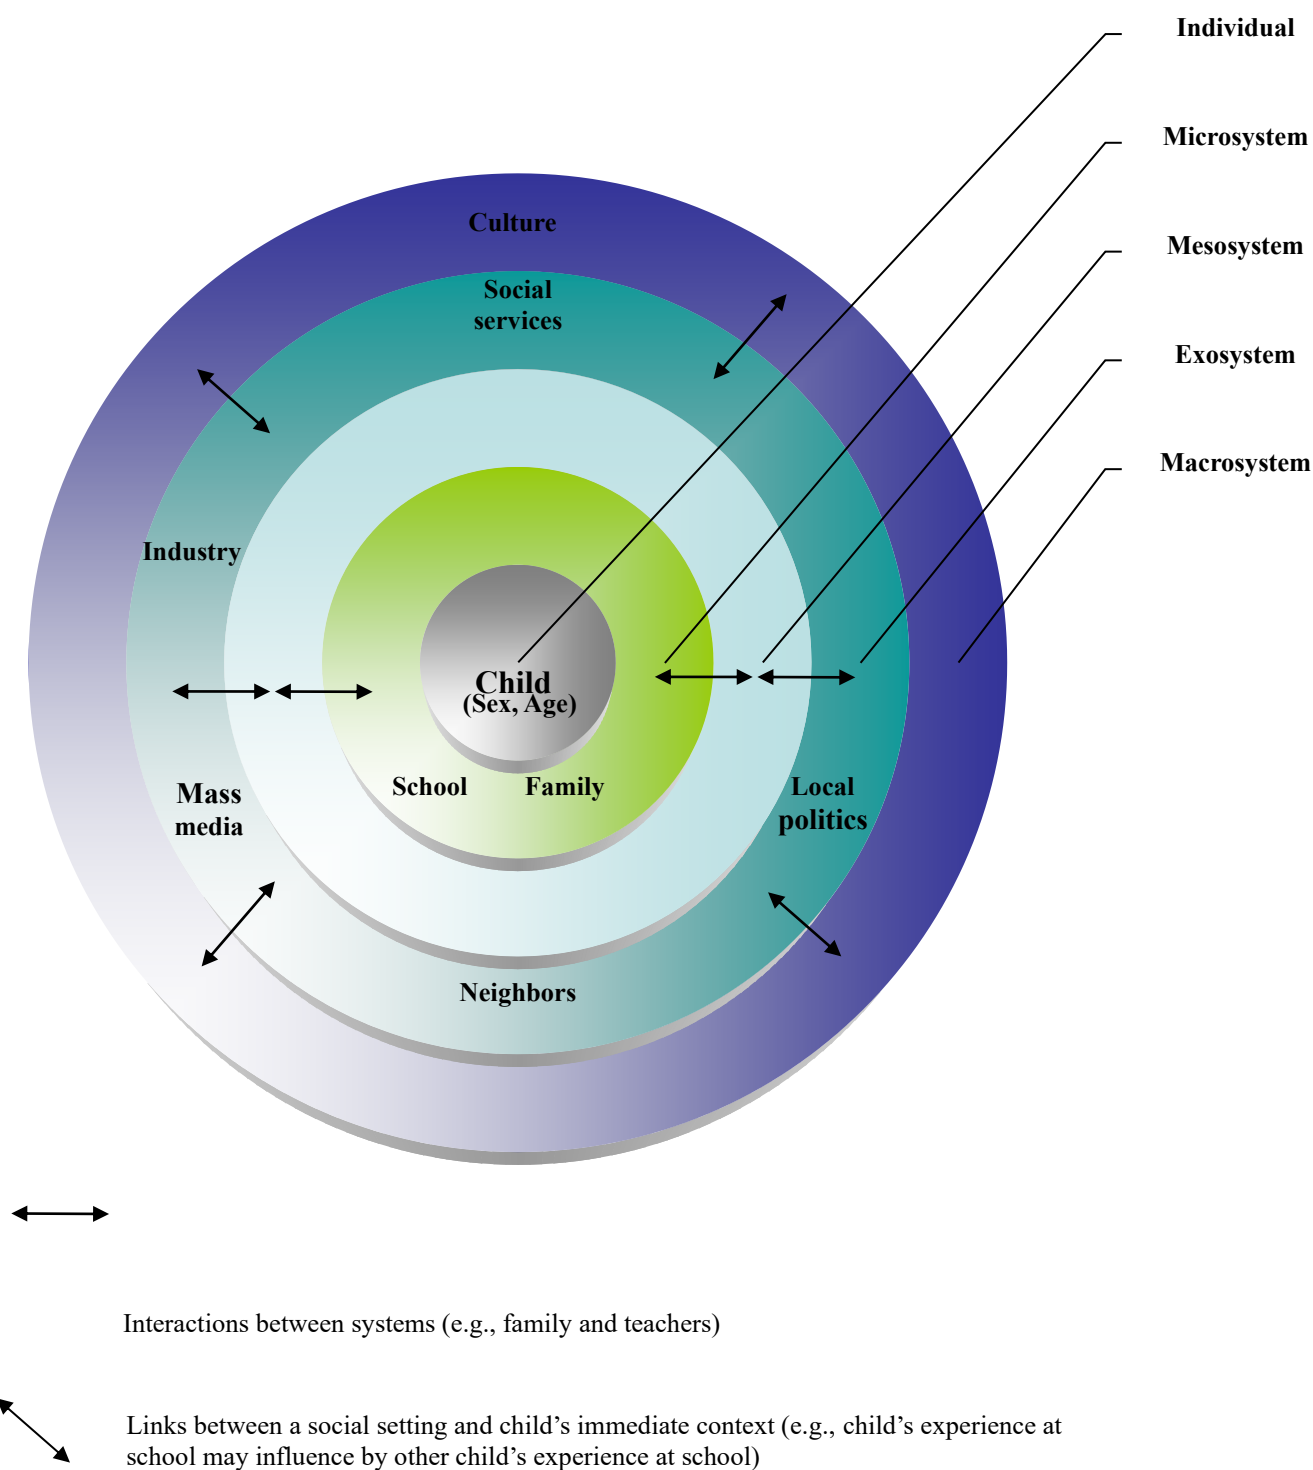 Individual
Microsystem
Mesosystem
Exosystem
Macrosystem
Culture
Social
services
Industry
Child
(Sex, Age)
School
Family
Mass
media
Local
politics
Neighbors
Interactions between systems (e.g., family and teachers)
Links between a social setting and child’s immediate context (e.g., child’s experience at
school may influence by other child’s experience at school)